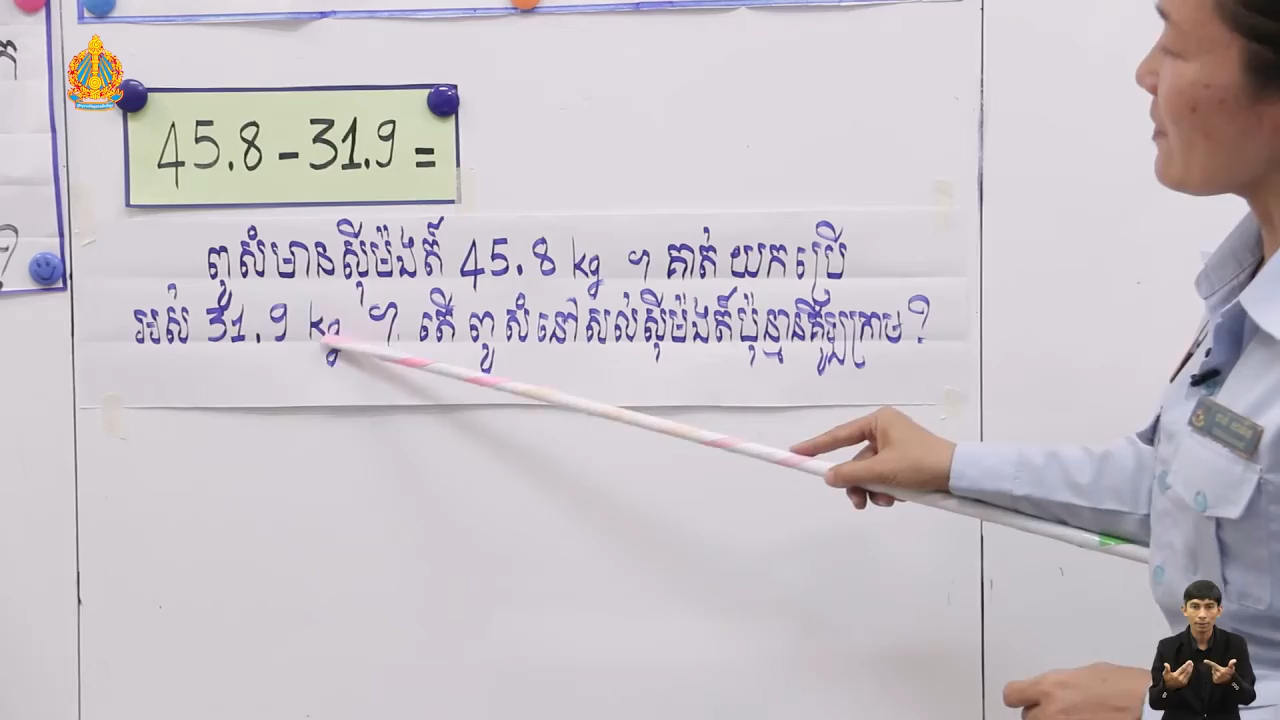 45.8 - 31.9 =
ពូសំមានស៊ីម៉ងត៍ 45.8 kg ។ គាត់ យកប្រើ
អស់ 31.9 kg ។ តើ ពូសំនៅសល់ស៊ីម៉ងត៍ប៉ុន្មានគីឡូក្រាម ?